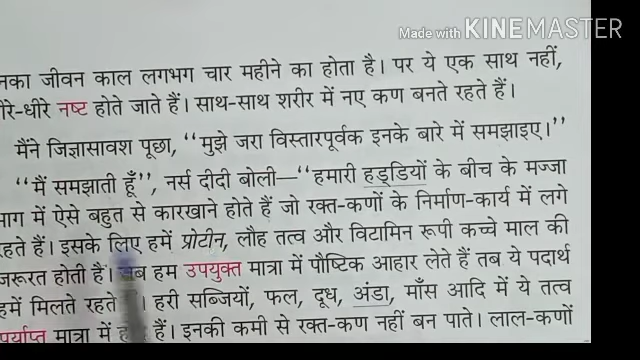 Made with KINEMASTER
नका जीवन काल लगभग चार महीने का होता है। पर ये एक साथ नहीं,
ीरे-धीरे नष्ट होते जाते हैं। साथ-साथ शरीर में नए कण बनते रहते हैं।
मैंने जिज्ञासावश पूछा, “मुझे जरा विस्तारपूर्वक इनके बारे में समझाइए।”
“मैं समझाती हूँ”, नर्स दीदी बोली—“हमारी हड्डियों के बीच के मज्जा
भाग में ऐसे बहुत से कारखाने होते हैं जो रक्त-कणों के निर्माण-कार्य में लगे
रहते हैं। इसके लिए हमें प्रोटीन, लौह तत्व और विटामिन रूपी कच्चे माल की
जरूरत होती है। हम उपयुक्त मात्रा में पौष्टिक आहार लेते हैं तब ये पदार्थ
हमें मिलते रहते । हरी सब्जियों, फल, दूध, अंडा, माँस आदि में ये तत्व
पर्याप्त मात्रा में हैं। इनकी कमी से रक्त-कण नहीं बन पाते। लाल-कणों